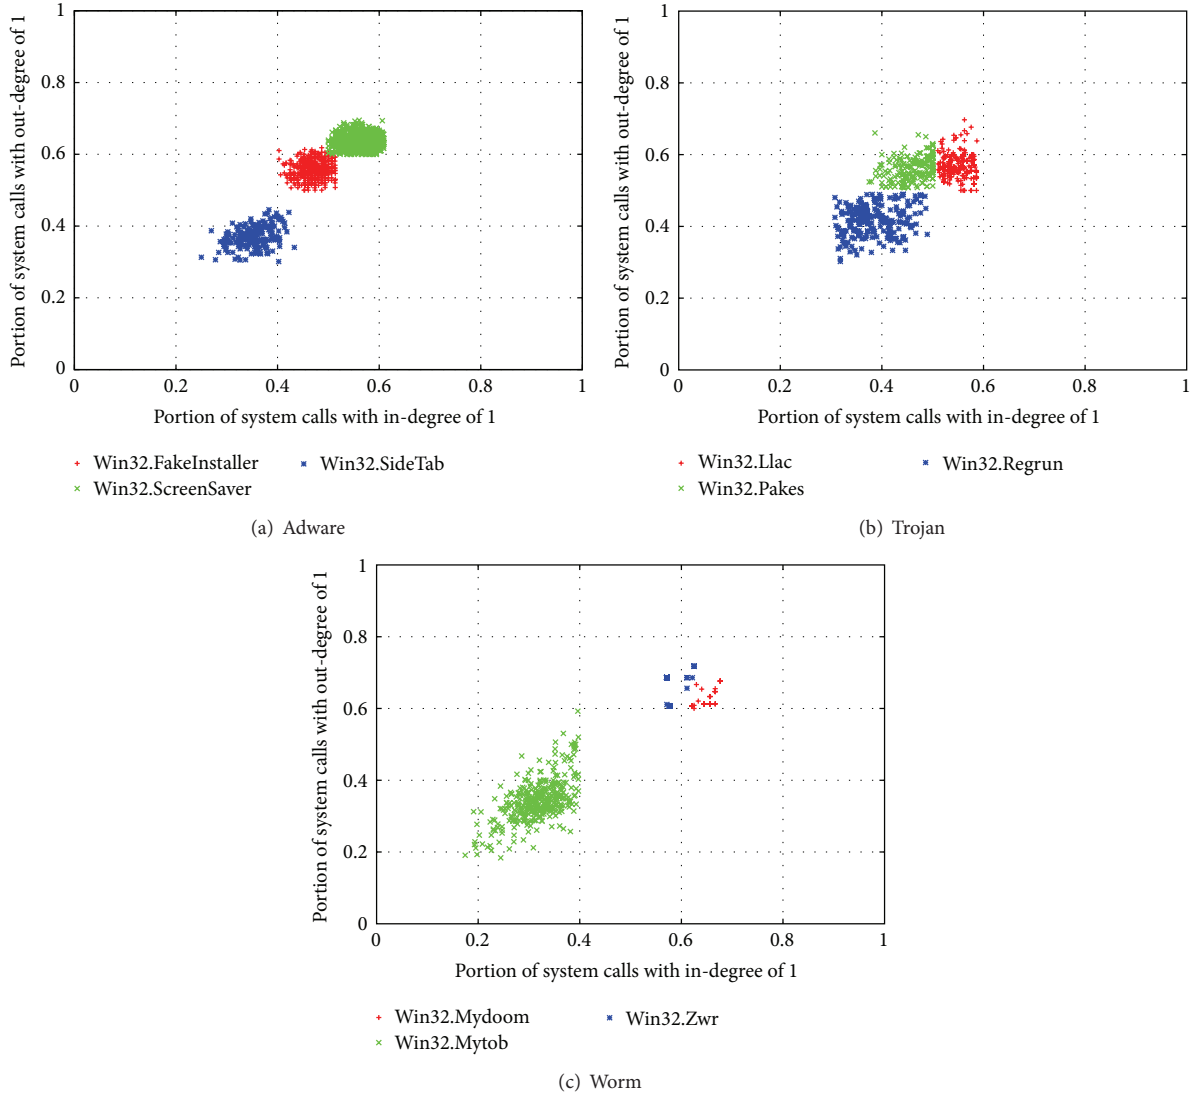 Portion of system calls with out-degree of 1
1
0.8
0.6
0.4
0.2
0
0 0.2 0.4 0.6 0.8 1
Portion of system calls with in-degree of 1
Win32.FakeInstaller Win32.SideTab
Win32.ScreenSaver
(a) Adware
Portion of system calls with out-degree of 1
1
0.8
0.6
0.4
0.2
0
0 0.2 0.4 0.6 0.8 1
Portion of system calls with in-degree of 1
Win32.Llac Win32.Regrun
Win32.Pakes
(b) Trojan
Portion of system calls with out-degree of 1
1
0.8
0.6
0.4
0.2
0
0 0.2 0.4 0.6 0.8 1
Portion of system calls with in-degree of 1
Win32.Mydoom Win32.Zwr
Win32.Mytob
(c) Worm